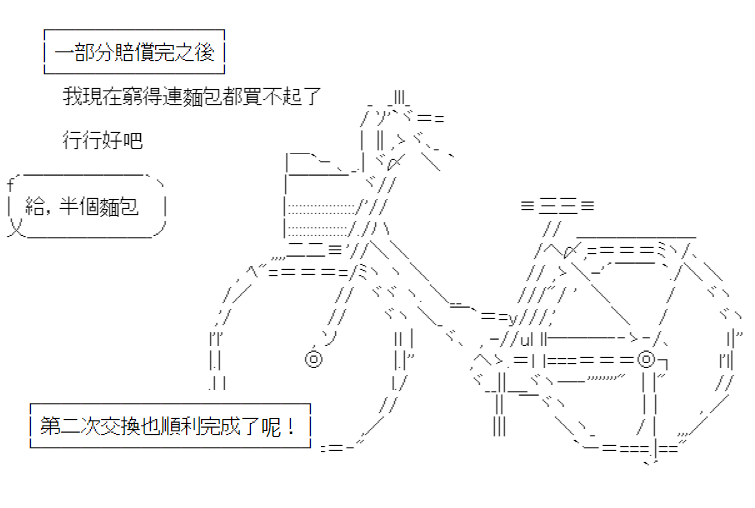 一部分賠償完之後
我現在窮得連麵包都買不起了
行行好吧
給，半個麵包
第二次交換也順利完成了呢！